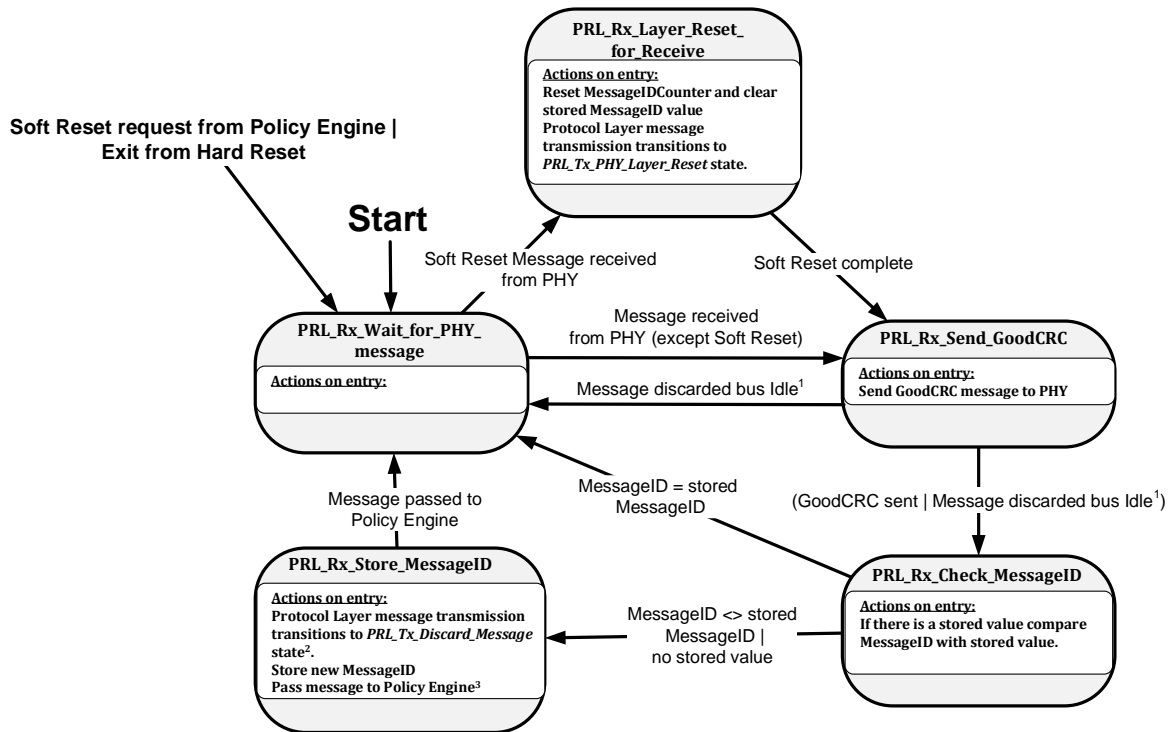 PRL_Rx_Layer_Reset_
for_Receive
Actions on entry:
Reset MessageIDCounter and clear
stored MessageID value
Protocol Layer message
transmission transitions to
PRL_Tx_PHY_Layer_Reset state.
Soft Reset request from Policy Engine |
Exit from Hard Reset
Start
Soft Reset Message received
from PHY
Soft Reset complete
PRL_Rx_Wait_for_PHY_
message
Actions on entry:
Message received
from PHY (except Soft Reset)
Message discarded bus Idle¹
PRL_Rx_Send_GoodCRC
Actions on entry:
Send GoodCRC message to PHY
Message passed to
Policy Engine
MessageID = stored
MessageID
(GoodCRC sent | Message discarded bus Idle¹)
PRL_Rx_Store_MessageID
Actions on entry:
Protocol Layer message transmission
transitions to PRL_Tx_Discard_Message
state².
Store new MessageID
Pass message to Policy Engine³
MessageID <> stored
MessageID |
no stored value
PRL_Rx_Check_MessageID
Actions on entry:
If there is a stored value compare
MessageID with stored value.